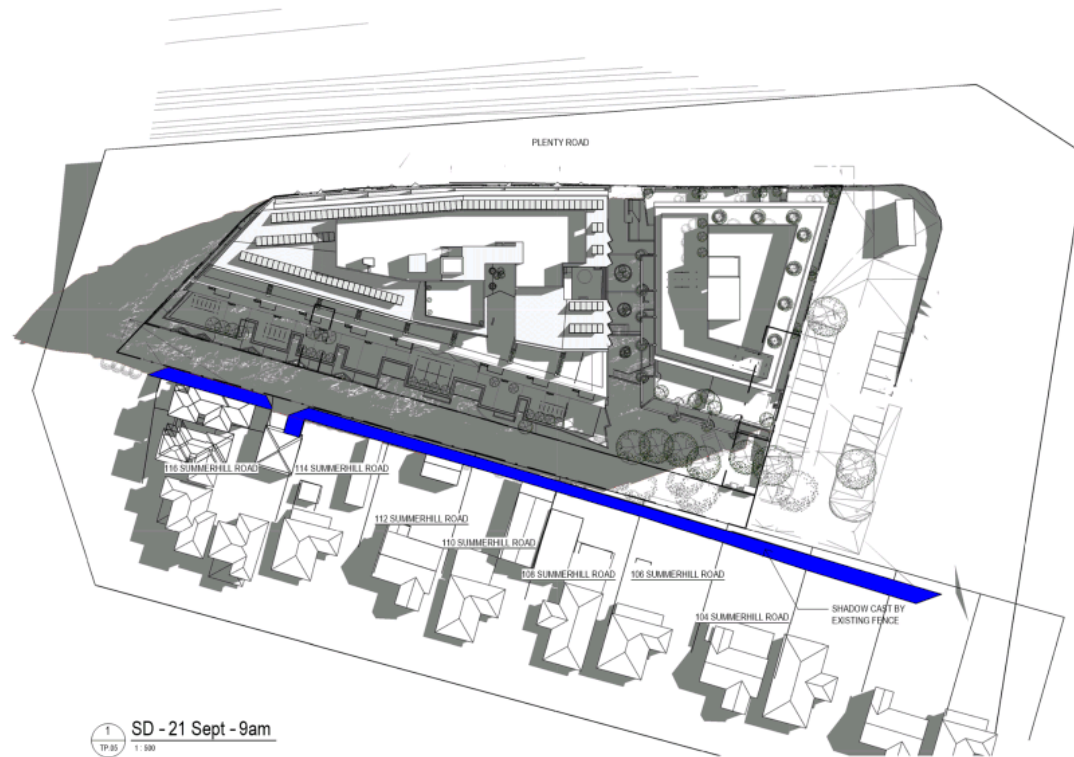 PLENTY ROAD
116 SUMMERHILL ROAD
114 SUMMERHILL ROAD
112 SUMMERHILL ROAD
110 SUMMERHILL ROAD
108 SUMMERHILL ROAD
106 SUMMERHILL ROAD
104 SUMMERHILL ROAD
SHADOW CAST BY
EXISTING FENCE
1
TP.05
SD - 21 Sept - 9am
1 : 500